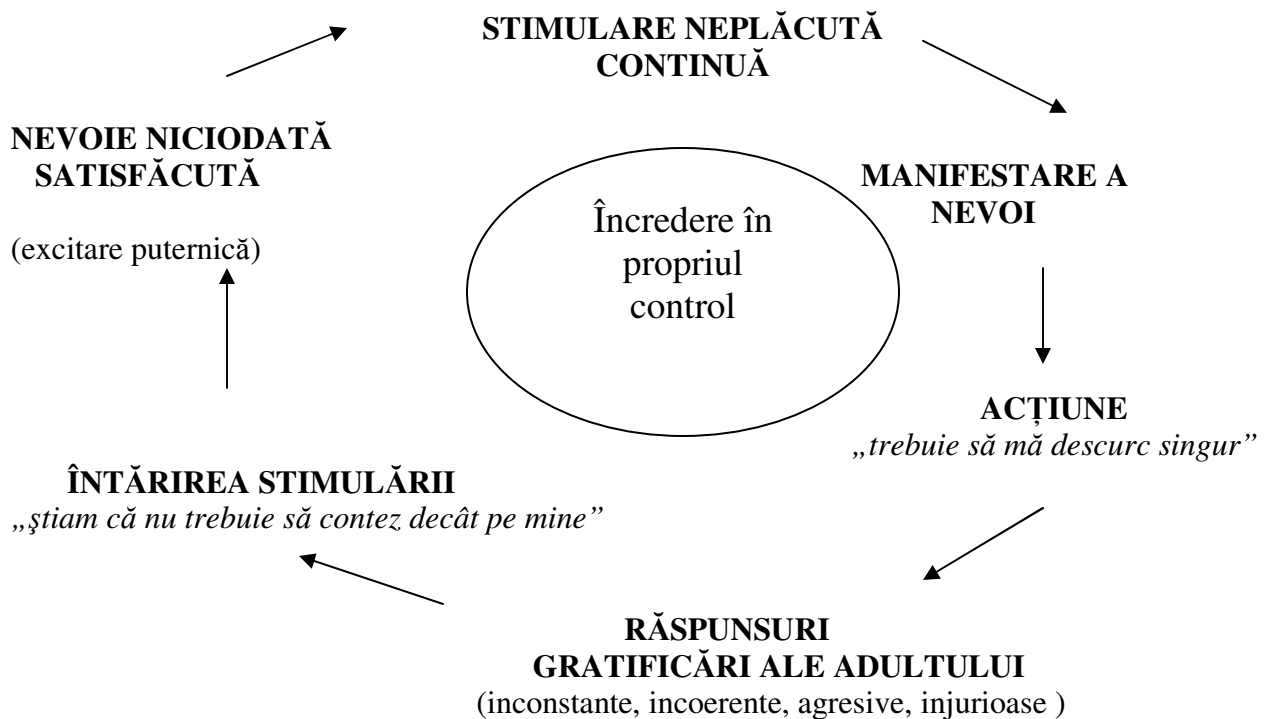 STIMULARE NEPLĂCUTĂ
CONTINUĂ
MANIFESTARE A
NEVOI
ACȚIUNE
„trebuie să mă descurc singur”
RĂSPUNSURI
GRATIFICĂRI ALE ADULTULUI
(inconstante, incoerente, agresive, injurioase )
ÎNTĂRIREA STIMULĂRII
„ştiam că nu trebuie să contez decât pe mine”
NEVOIE NICIODATĂ
SATISFĂCUTĂ
(excitare puternică)
Încredere în
propriul
control